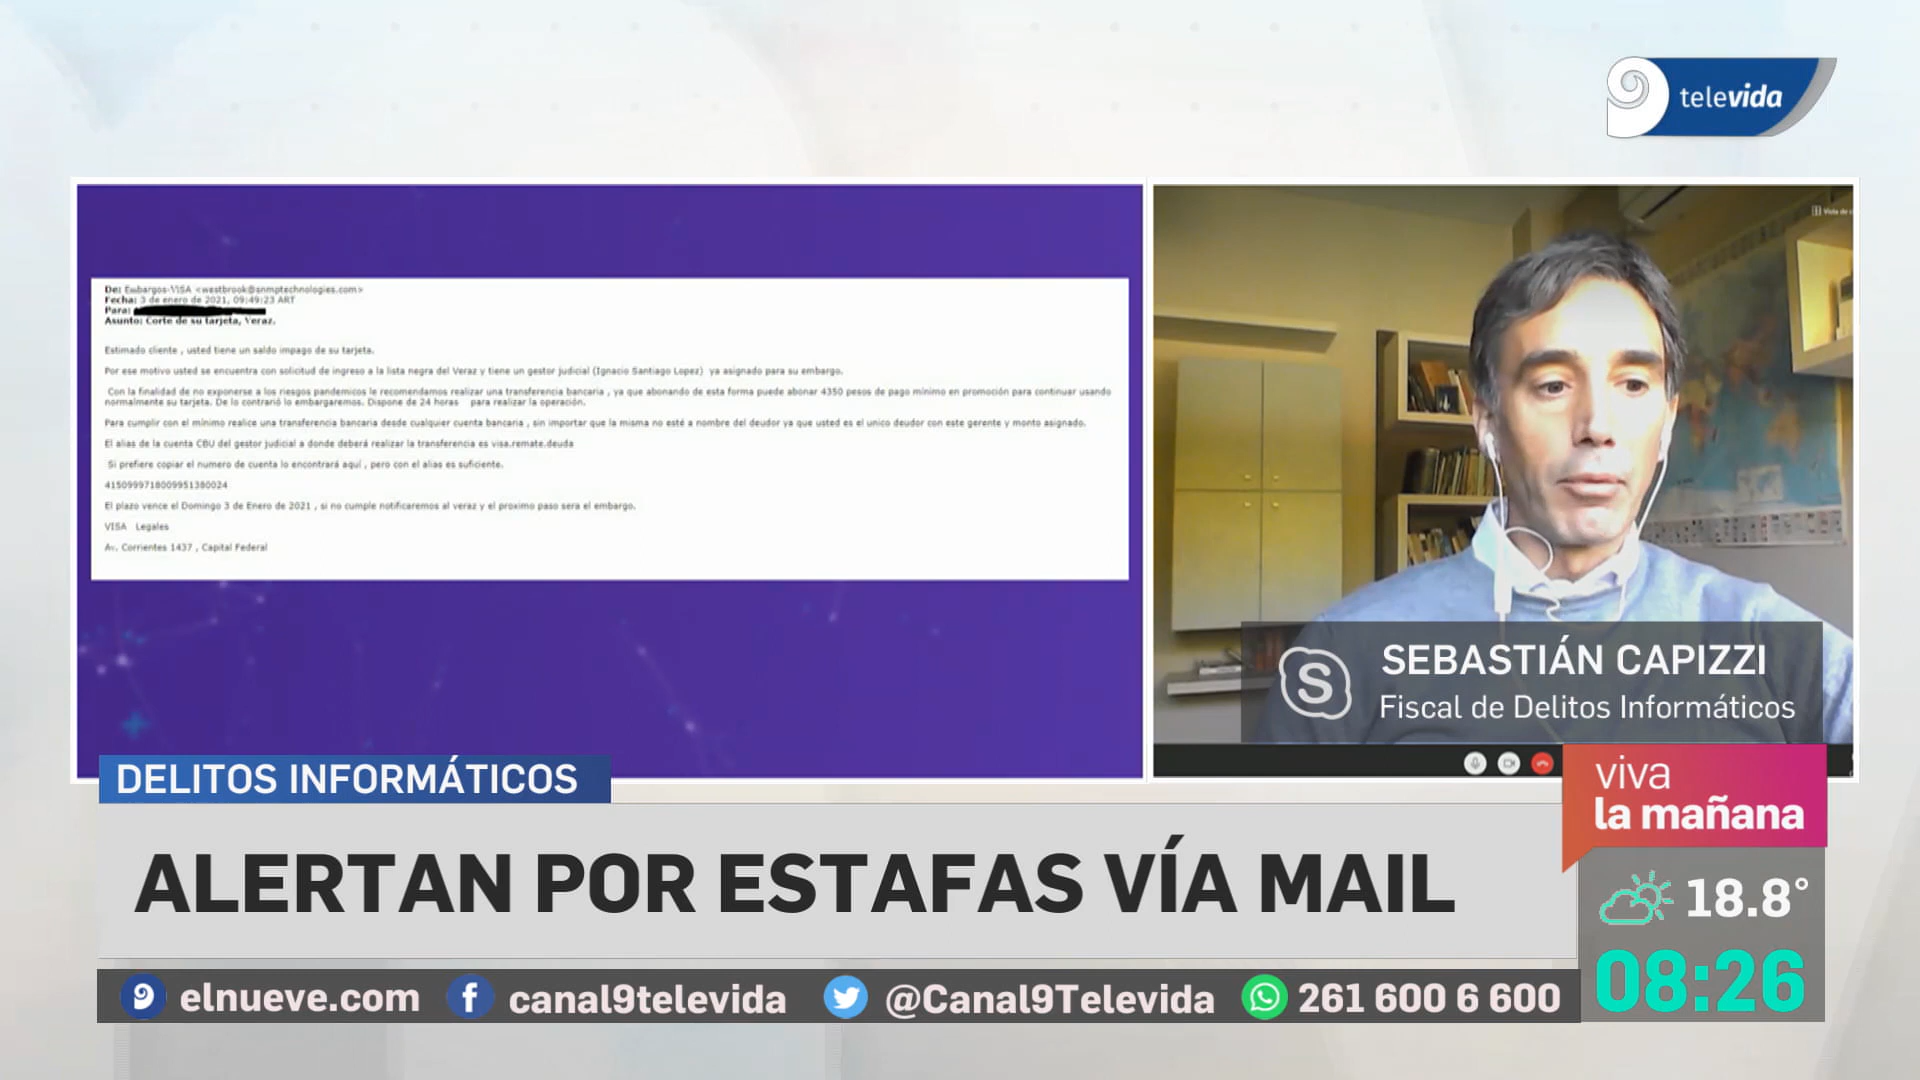 televida
De: Embargos-VISA <westbrook@snmptechnologies.com>
Fecha: 3 de enero de 2021, 09:49:23 ART
Para:
Asunto: Corte de su tarjeta, Veraz.
Estimado cliente , usted tiene un saldo impago de su tarjeta.
Por ese motivo usted se encuentra con solicitud de ingreso a la lista negra del Veraz y tiene un gestor judicial (Ignacio Santiago Lopez) ya asignado para su embargo.
Con la finalidad de no exponerse a los riesgos pandemicos le recomendamos realizar una transferencia bancaria , ya que abonando de esta forma puede abonar 4350 pesos de pago mínimo en promoción para continuar usando
normalmente su tarjeta. De lo contrarió lo embargaremos. Dispone de 24 horas para realizar la operación.
Para cumplir con el mínimo realice una transferencia bancaria desde cualquier cuenta bancaria , sin importar que la misma no esté a nombre del deudor ya que usted es el unico deudor con este gerente y monto asignado.
El alias de la cuenta CBU del gestor judicial a donde deberá realizar la transferencia es visa.remate.deuda
Si prefiere copiar el numero de cuenta lo encontrará aquí , pero con el alias es suficiente.
4150999718009951380024
El plazo vence el Domingo 3 de Enero de 2021 , si no cumple notificaremos al veraz y el proximo paso sera el embargo.
VISA Legales
Av. Corrientes 1437 , Capital Federal
Vista de
SEBASTIÁN CAPIZZI
Fiscal de Delitos Informáticos
DELITOS INFORMÁTICOS
ALERTAN POR ESTAFAS VÍA MAIL
viva
la mañana
18.8°
08:26
elnueve.com canal9televida @Canal9Televida 261 600 6 600